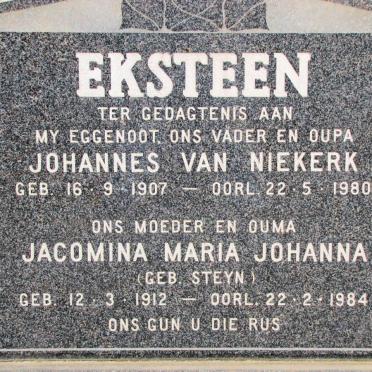 EKSTEEN
TER GEDAGTENIS AAN
MY EGGENOOT, ONS VADER EN OUPA
JOHANNES VAN NIEKERK
GEB. 16·9·1907 — OORL. 22·5·1980
ONS MOEDER EN OUMA
JACOMINA MARIA JOHANNA
(GEB. STEYN)
GEB. 12·3·1912 — OORL. 22·2·1984
ONS GUN U DIE RUS